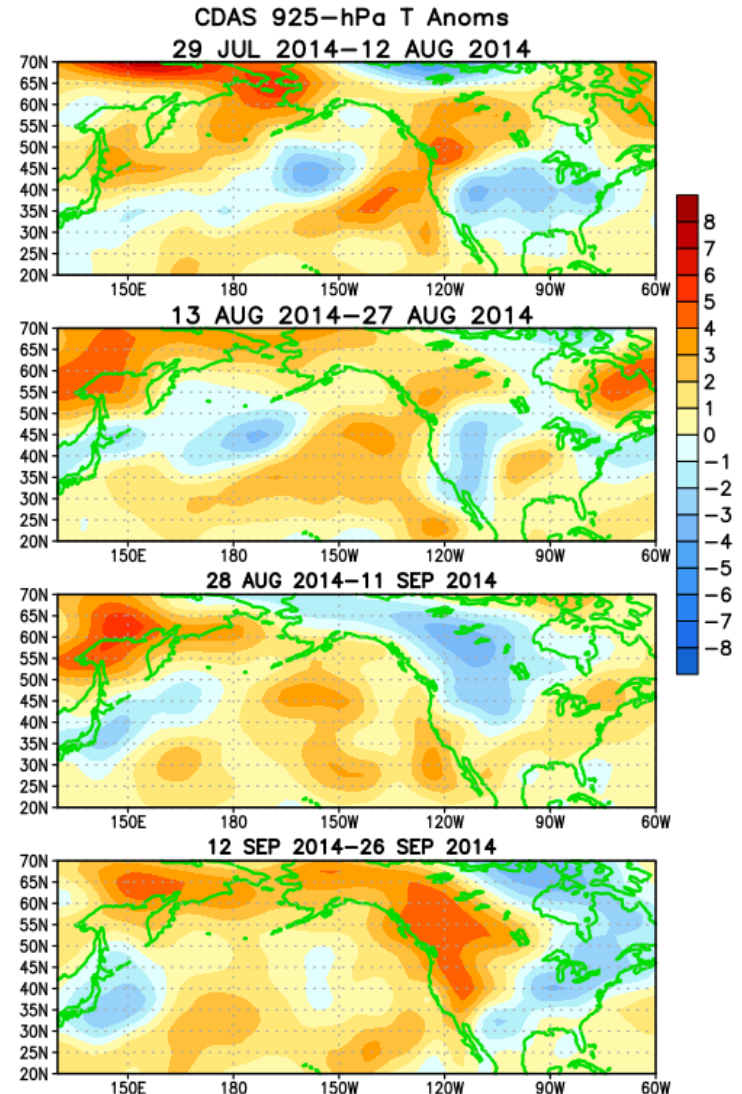 CDAS 925-hPa T Anoms
29 JUL 2014-12 AUG 2014
70N
65N
60N
55N
50N
45N
40N
35N
30N
25N
20N
150E 180 150W 120W 90W 60W
13 AUG 2014-27 AUG 2014
70N
65N
60N
55N
50N
45N
40N
35N
30N
25N
20N
150E 180 150W 120W 90W 60W
28 AUG 2014-11 SEP 2014
70N
65N
60N
55N
50N
45N
40N
35N
30N
25N
20N
150E 180 150W 120W 90W 60W
12 SEP 2014-26 SEP 2014
70N
65N
60N
55N
50N
45N
40N
35N
30N
25N
20N
150E 180 150W 120W 90W 60W
8
7
6
5
4
3
2
1
0
-1
-2
-3
-4
-5
-6
-7
-8